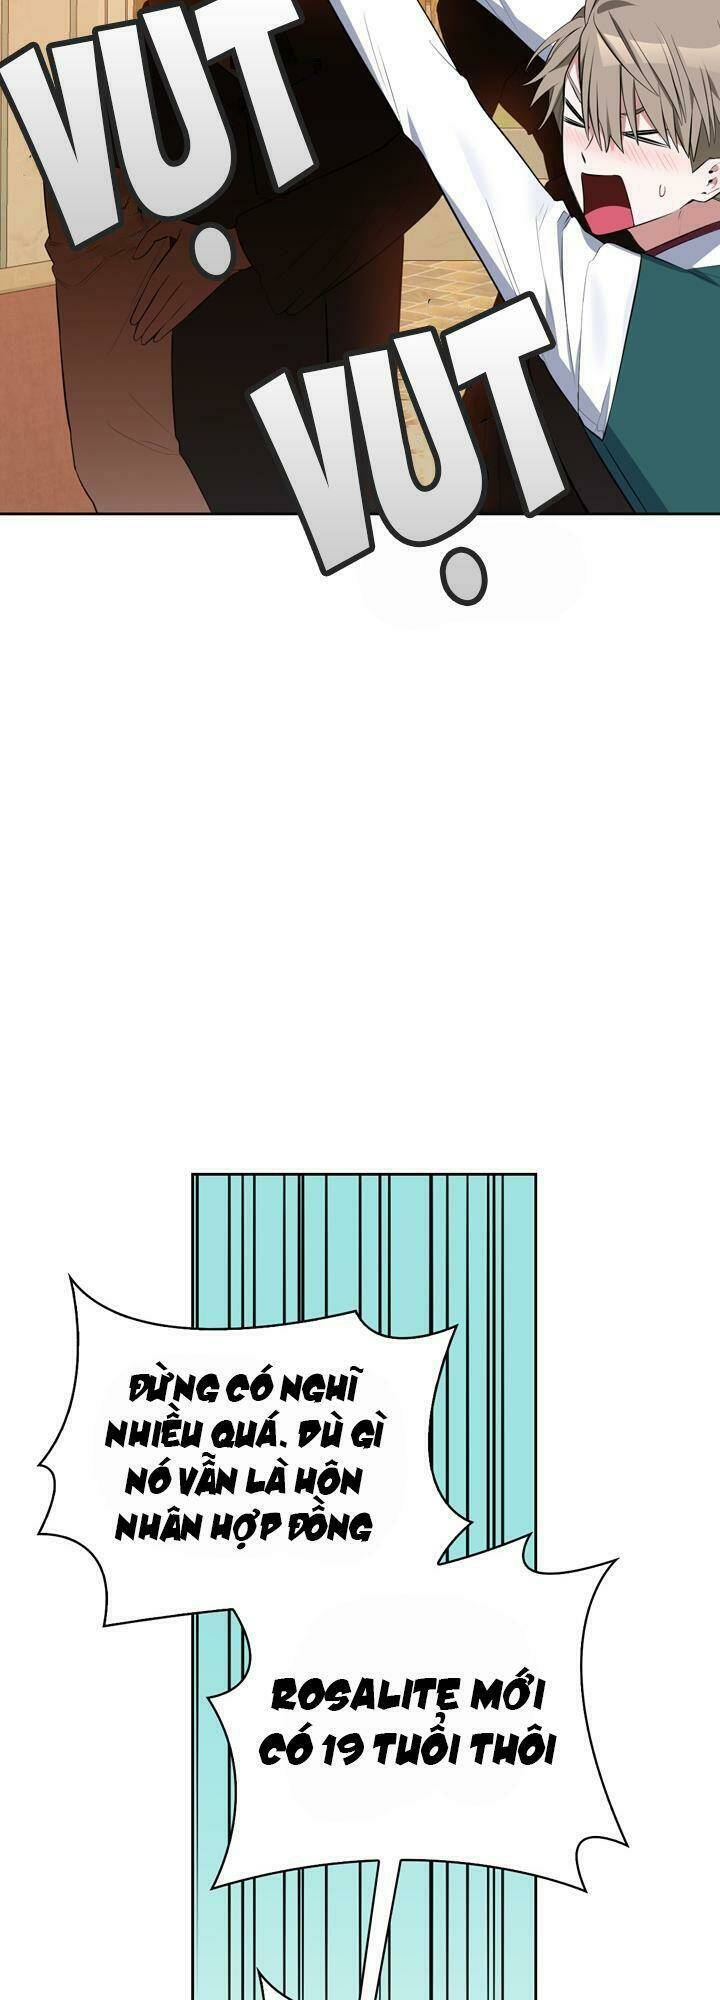 VỤT
VỤT
ĐỪNG CÓ NGHĨ
NHIỀU QUÁ. DÙ GÌ
NÓ VẪN LÀ HÔN
NHÂN HỢP ĐỒNG
ROSALITE MỚI
CÓ 19 TUỔI THÔI